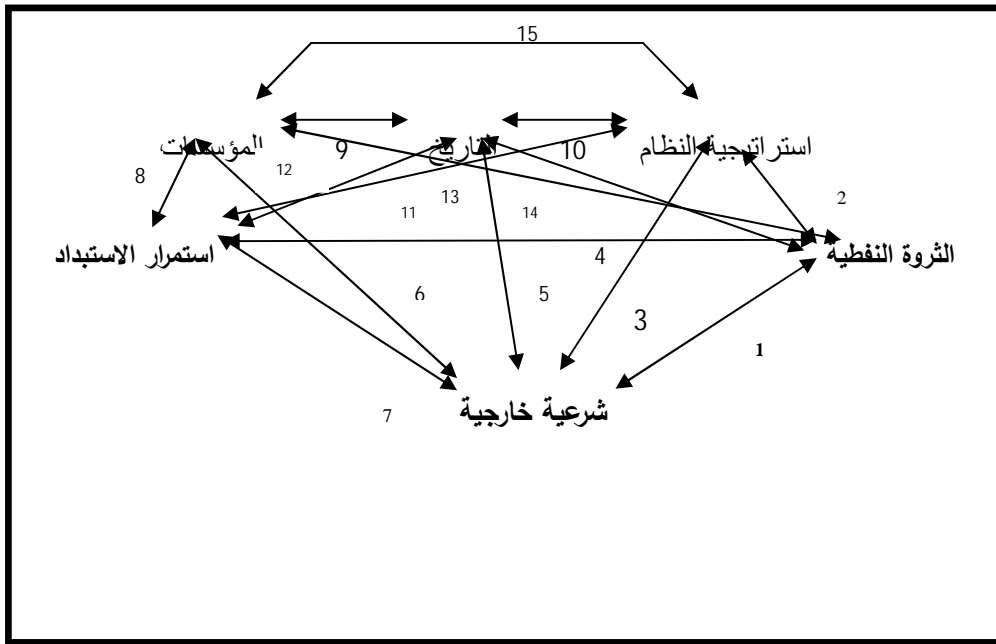 15
المؤسسات 9 التاريخ 10 استراتيجية النظام
8 12 13 2
11 14
استمرار الاستبداد 4 الثروة النفطية
6 5 3
1
7 شرعية خارجية